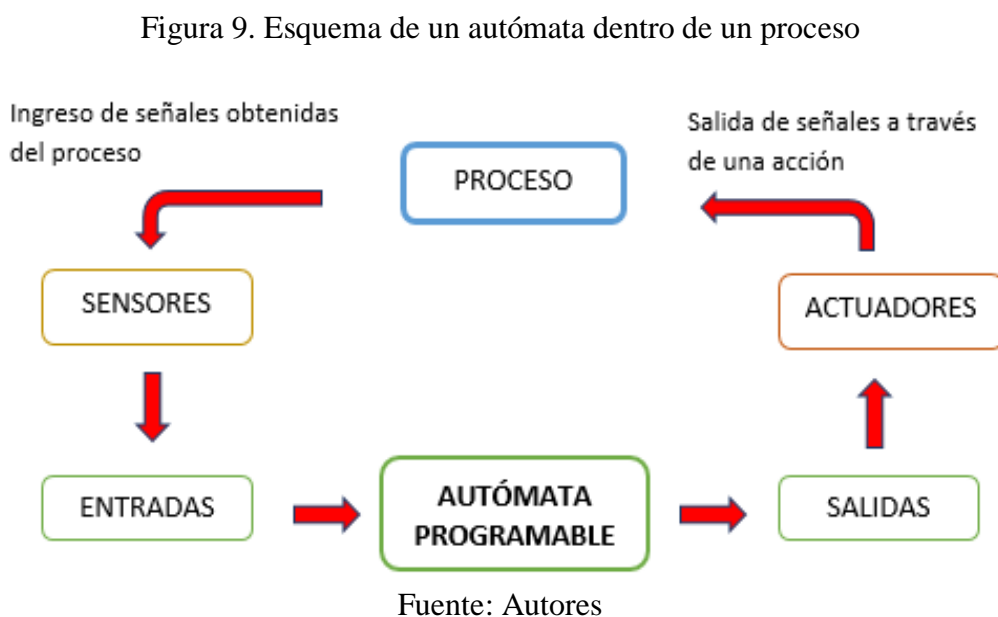 Figura 9. Esquema de un autómata dentro de un proceso
Ingreso de señales obtenidas
del proceso
PROCESO
Salida de señales a través
de una acción
SENSORES
ACTUADORES
ENTRADAS
AUTÓMATA
PROGRAMABLE
SALIDAS
Fuente: Autores